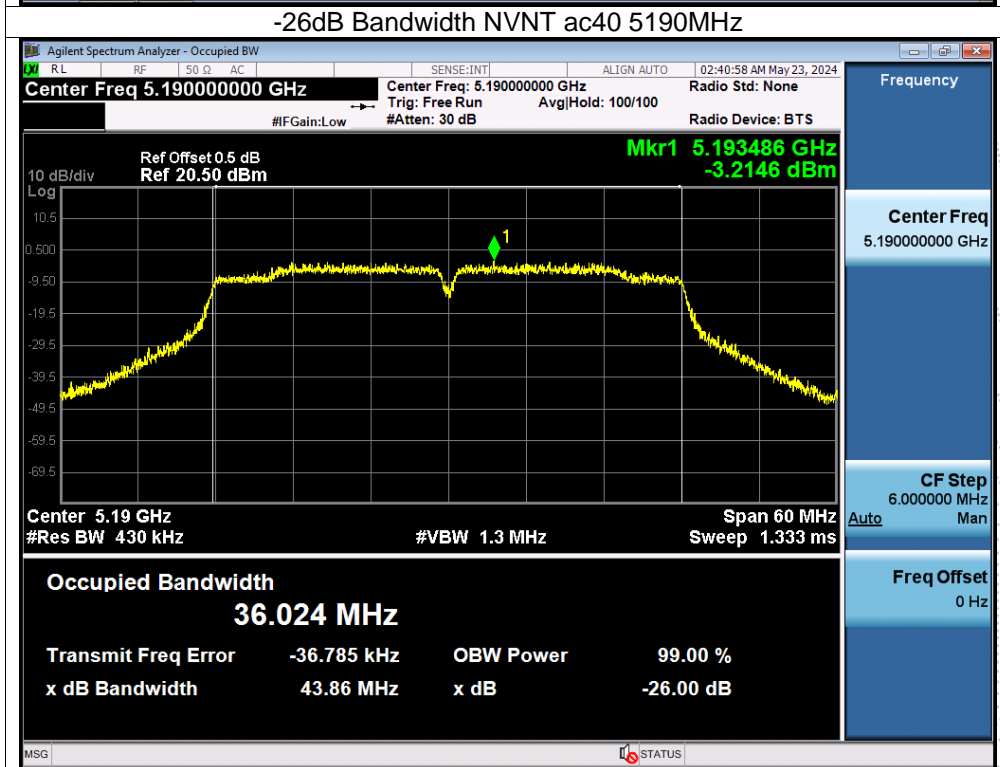 -26dB Bandwidth NVNT ac40 5190MHz
Agilent Spectrum Analyzer - Occupied BW
LXI RL RF 50 Ω AC SENSE:INT ALIGN AUTO 02:40:58 AM May 23, 2024
Center Freq 5.190000000 GHz Center Freq: 5.190000000 GHz Radio Std: None
Trig: Free Run Avg|Hold: 100/100
#IFGain:Low #Atten: 30 dB Radio Device: BTS
Frequency
Mkr1 5.193486 GHz
-3.2146 dBm
Ref Offset 0.5 dB
10 dB/div Ref 20.50 dBm
Log
10.5
0.500
-9.50
-19.5
-29.5
-39.5
-49.5
-59.5
-69.5
1
Center 5.19 GHz Span 60 MHz
#Res BW 430 kHz #VBW 1.3 MHz Sweep 1.333 ms
Center Freq
5.190000000 GHz
CF Step
6.000000 MHz
Auto Man
Freq Offset
0 Hz
Occupied Bandwidth
36.024 MHz
Transmit Freq Error -36.785 kHz OBW Power 99.00 %
x dB Bandwidth 43.86 MHz x dB -26.00 dB
MSG STATUS